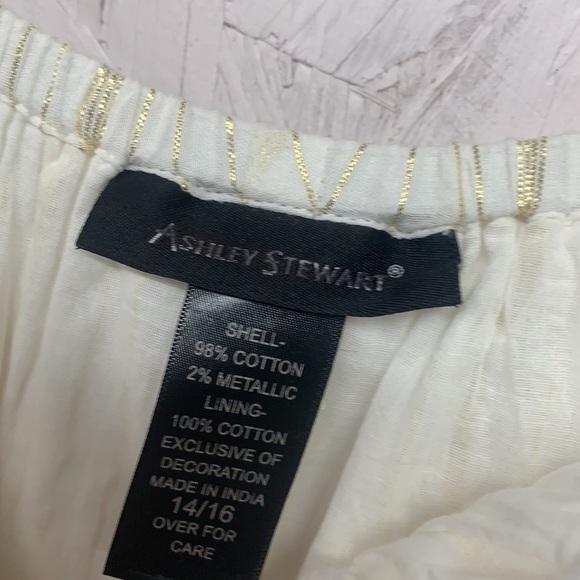 ASHLEY STEWART®
SHELL-
98% COTTON
2% METALLIC
LINING-
100% COTTON
EXCLUSIVE OF
DECORATION
MADE IN INDIA
14/16
OVER FOR
CARE